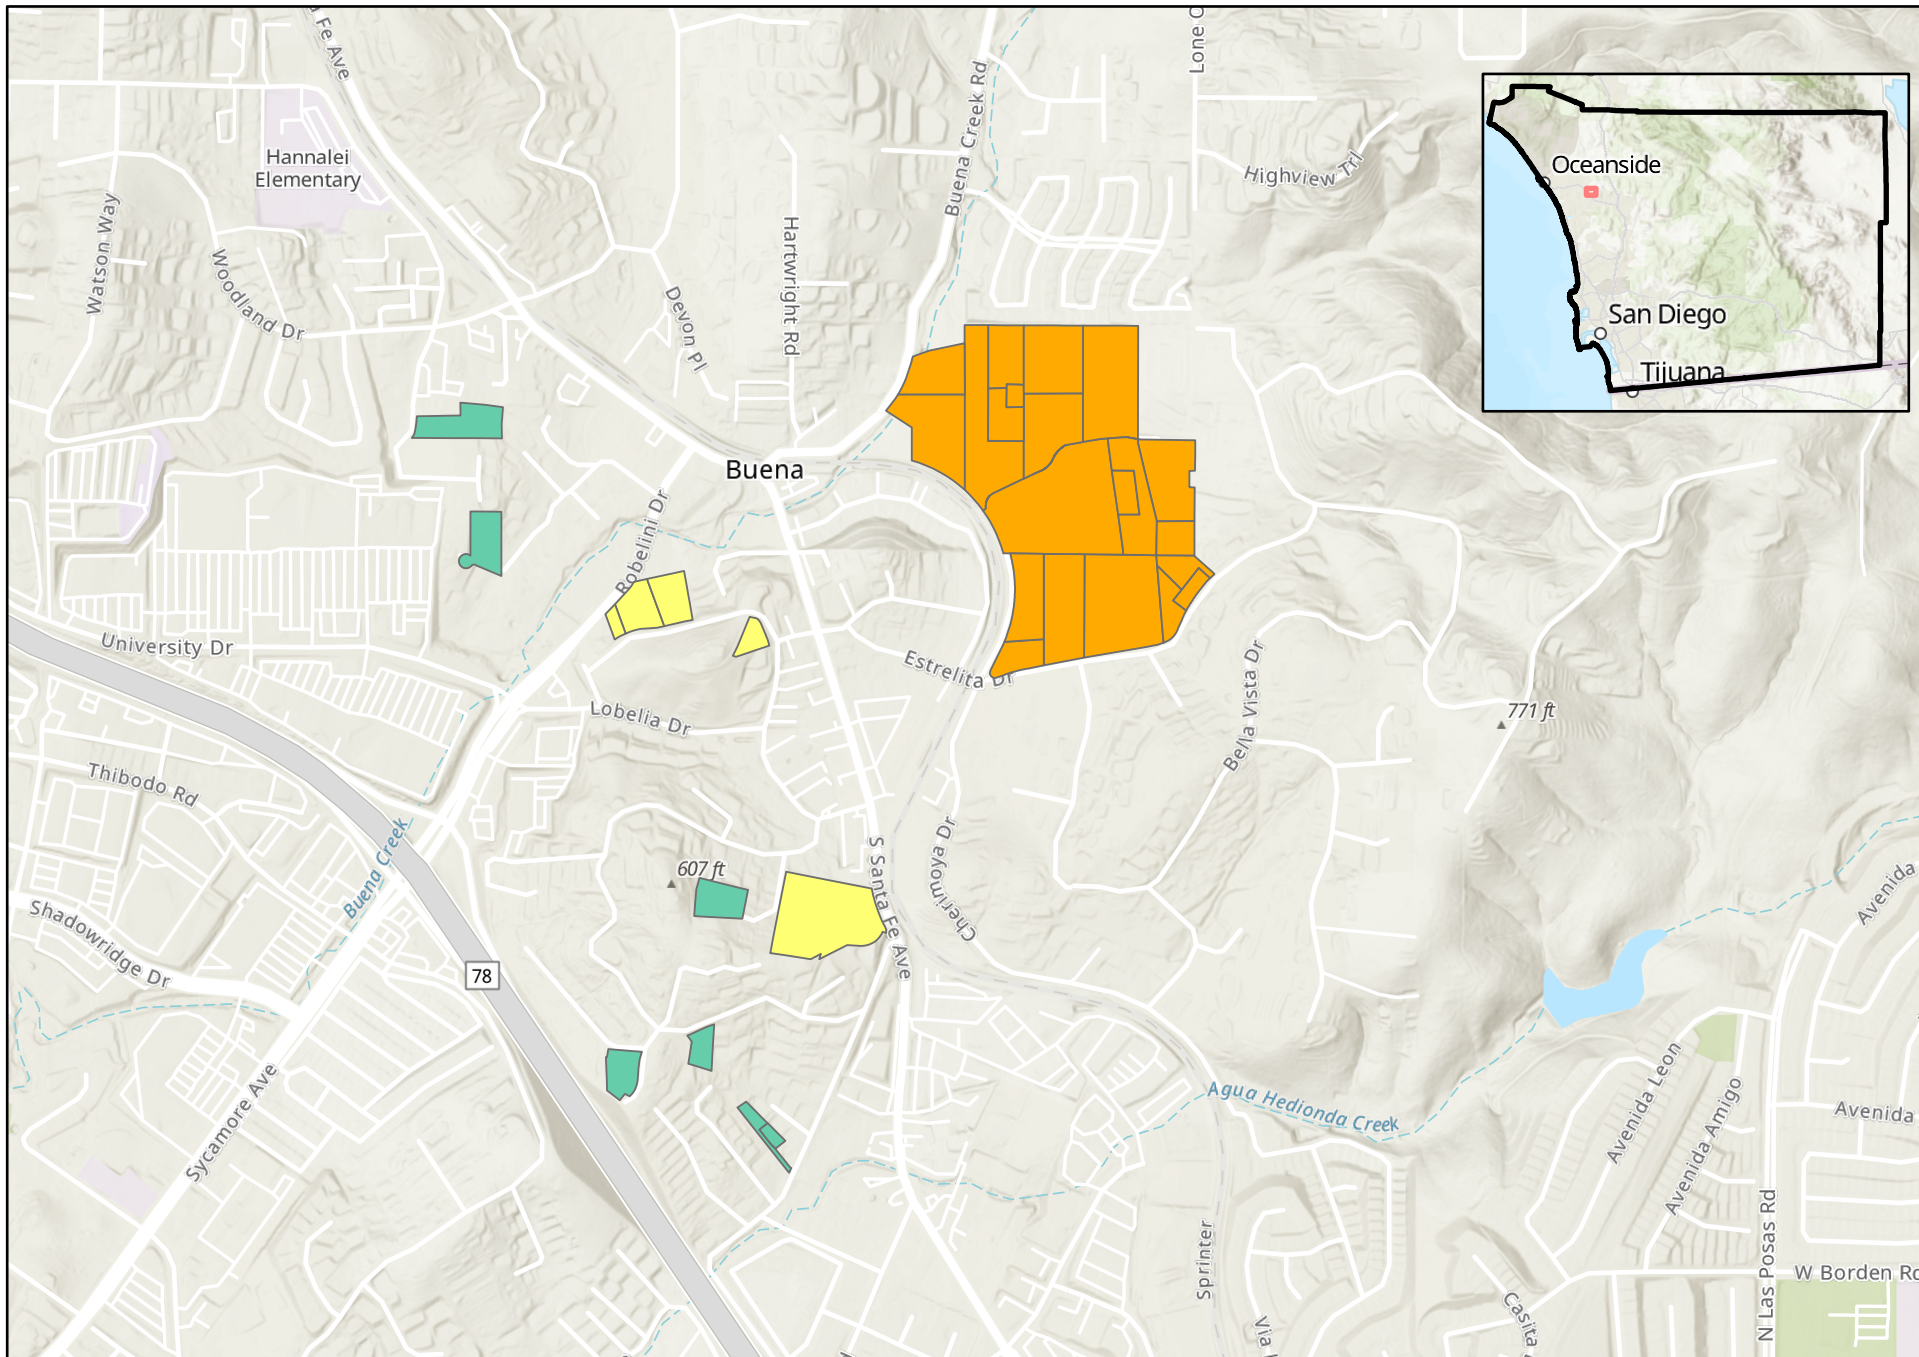 Fe Ave
Lone O
Buena Creek Rd
Hannalei
Elementary
Highview Trl
Oceanside
Watson Way
Woodland Dr
Hartwright Rd
Devon Pl
San Diego
Tijuana
Buena
Robelini Dr
University Dr
Estrelita Dr
Bella Vista Dr
Lobelia Dr
771 ft
Thibodo Rd
Buena Creek
607 ft
S Santa Fe Ave
Cherimoya Dr
Avenida
Shadowridge Dr
78
Sycamore Ave
Agua Hedionda Creek
Avenida Leon
Avenida Amigo
Avenida
N Las Posas Rd
Sprinter
W Borden Rd
Casita
Via